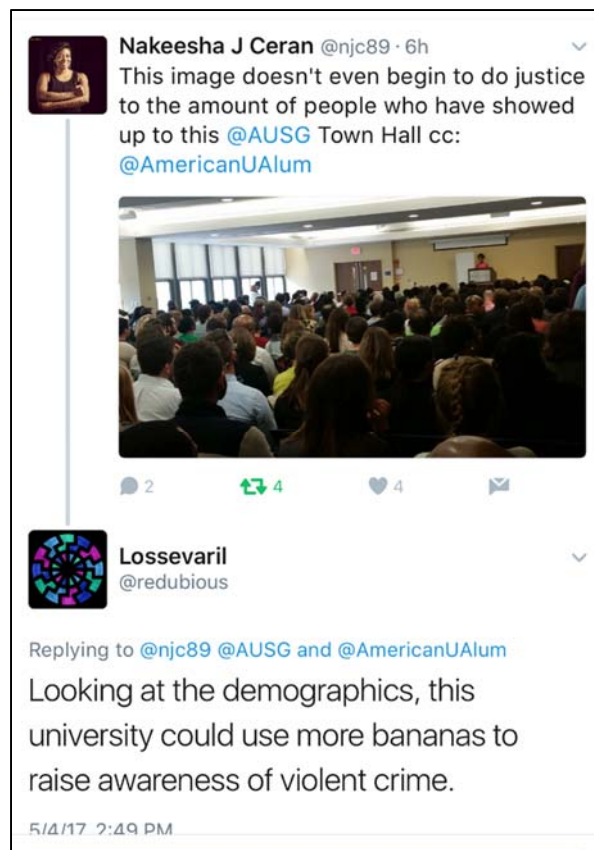 Nakeesha J Ceran @njc89 · 6h
This image doesn't even begin to do justice
to the amount of people who have showed
up to this @AUSG Town Hall cc:
@AmericanUAlum
2
4
4
Lossevaril
@redubious
Replying to @njc89 @AUSG and @AmericanUAlum
Looking at the demographics, this
university could use more bananas to
raise awareness of violent crime.
5/4/17, 2:49 PM